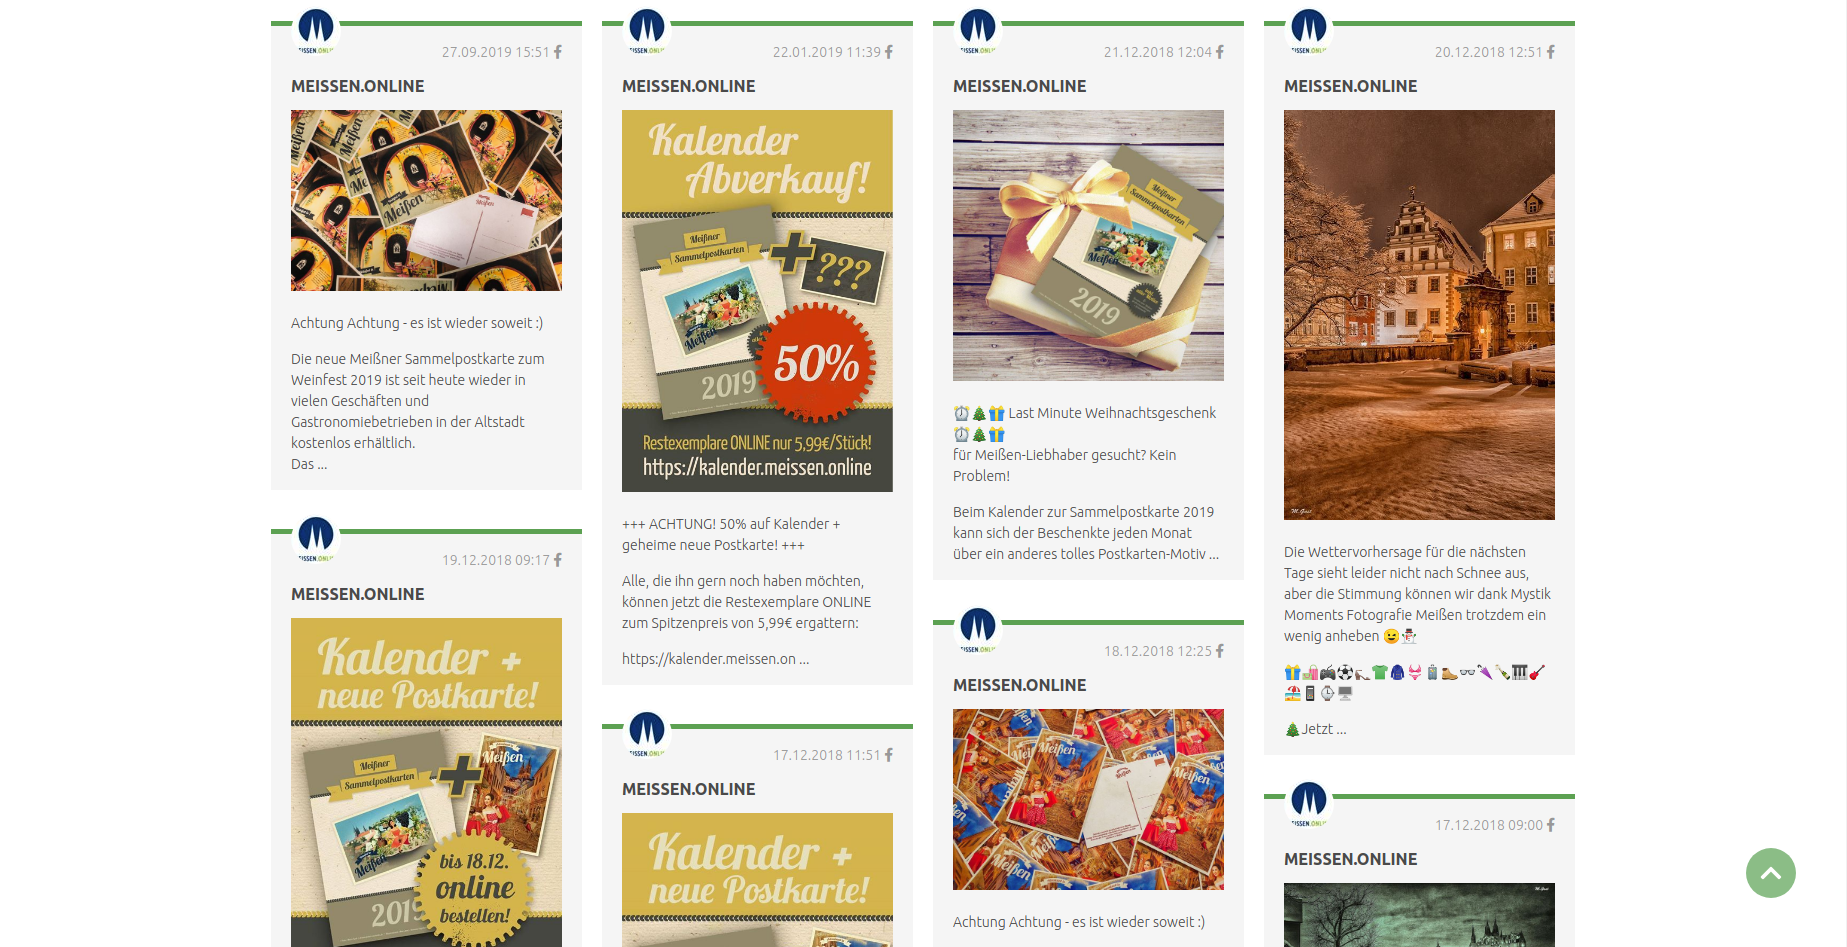 27.09.2019 15:51
MEISSEN.ONLINE
Meißen
Meißen
Achtung Achtung - es ist wieder soweit :)
Die neue Meißner Sammelpostkarte zum
Weinfest 2019 ist seit heute wieder in
vielen Geschäften und
Gastronomiebetrieben in der Altstadt
kostenlos erhältlich.
Das ...
19.12.2018 09:17
MEISSEN.ONLINE
Kalender +
neue Postkarte!
Meißner
Sammelpostkarten
Meißen
Meißen
bis 18.12.
online
bestellen!
2019
22.01.2019 11:39
MEISSEN.ONLINE
Kalender
Abverkauf!
Meißner
Sammelpostkarten
+ ???
Meißen
50%
2019
Restexemplare ONLINE nur 5,99€/Stück!
https://kalender.meissen.online
+++ ACHTUNG! 50% auf Kalender +
geheime neue Postkarte! +++
Alle, die ihn gern noch haben möchten,
können jetzt die Restexemplare ONLINE
zum Spitzenpreis von 5,99€ ergattern:
https://kalender.meissen.on ...
17.12.2018 11:51
MEISSEN.ONLINE
Kalender +
neue Postkarte!
21.12.2018 12:04
MEISSEN.ONLINE
Meißner
Sammelpostkarten
Meißen
2019
⏰🎄🎁 Last Minute Weihnachtsgeschenk
⏰🎄🎁
für Meißen-Liebhaber gesucht? Kein
Problem!
Beim Kalender zur Sammelpostkarte 2019
kann sich der Beschenkte jeden Monat
über ein anderes tolles Postkarten-Motiv ...
18.12.2018 12:25
MEISSEN.ONLINE
Meißen
Meißen
Meißen
Achtung Achtung - es ist wieder soweit :)
20.12.2018 12:51
MEISSEN.ONLINE
M. Gast
Die Wettervorhersage für die nächsten
Tage sieht leider nicht nach Schnee aus,
aber die Stimmung können wir dank Mystik
Moments Fotografie Meißen trotzdem ein
wenig anheben 😉⛄
🎄Jetzt ...
17.12.2018 09:00
MEISSEN.ONLINE